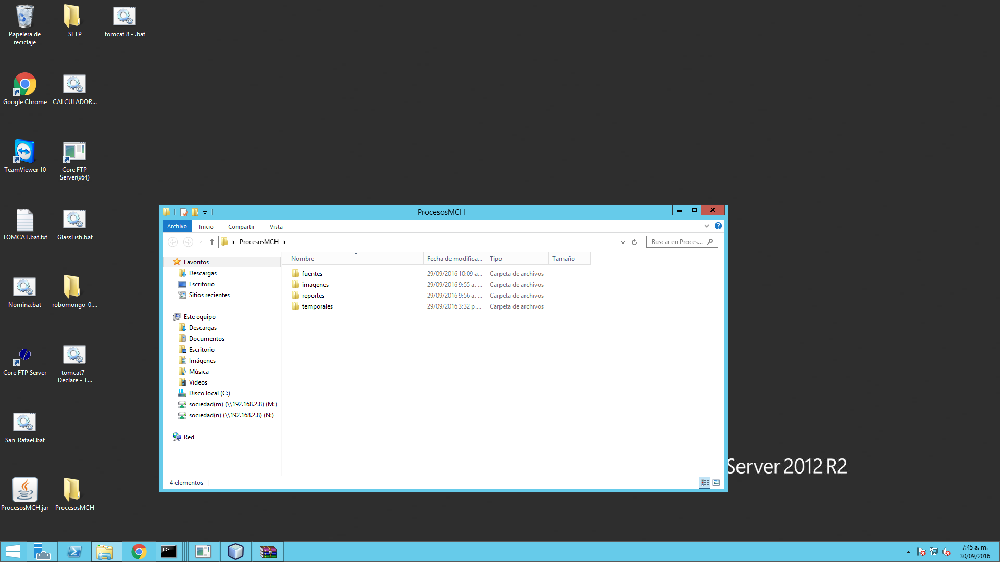 Papelera de
reciclaje
SFTP
tomcat 8 - .bat
Google Chrome
CALCULADOR...
TeamViewer 10
Core FTP
Server(x64)
TOMCAT.bat.txt
GlassFish.bat
Nomina.bat
robomongo-0....
Core FTP Server
tomcat7 -
Declare - T...
San_Rafael.bat
ProcesosMCH.jar
ProcesosMCH
ProcesosMCH
Archivo
Inicio
Compartir
Vista
ProcesosMCH
Buscar en Proces...
Favoritos
Descargas
Escritorio
Sitios recientes
Este equipo
Descargas
Documentos
Escritorio
Imágenes
Música
Vídeos
Disco local (C:)
sociedad(m) (\\192.168.2.8) (M:)
sociedad(n) (\\192.168.2.8) (N:)
Red
Nombre Fecha de modifica... Tipo Tamaño
fuentes 29/09/2016 10:09 a... Carpeta de archivos
imagenes 29/09/2016 9:55 a. ... Carpeta de archivos
reportes 29/09/2016 9:56 a. ... Carpeta de archivos
temporales 29/09/2016 3:32 p.... Carpeta de archivos
4 elementos
Server 2012 R2
C:\_
7:45 a. m.
30/09/2016